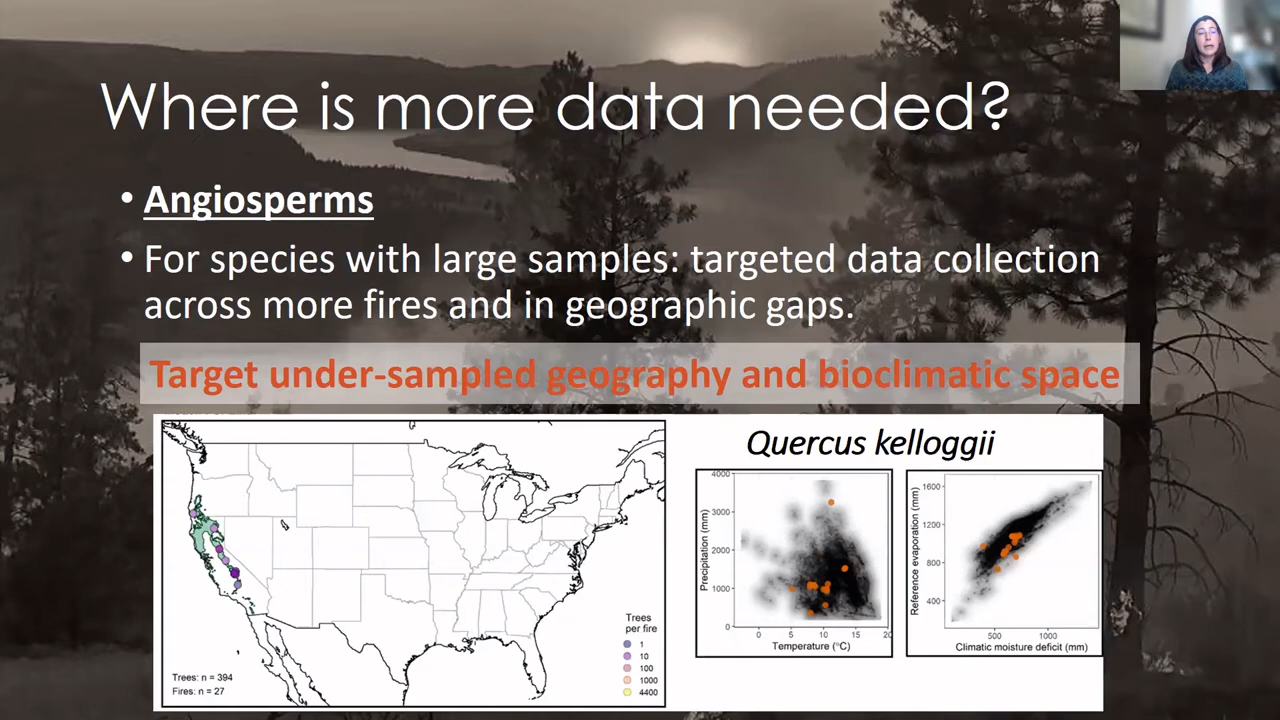 Where is more data needed?
• Angiosperms
• For species with large samples: targeted data collection
across more fires and in geographic gaps.
Target under-sampled geography and bioclimatic space
Trees
per fire
1
10
100
1000
4400
Trees: n = 394
Fires: n = 27
Quercus kelloggii
Precipitation (mm)
4000
3000
2000
1000
0
0 5 10 15 20
Temperature (°C)
Reference evaporation (mm)
1600
1200
800
400
500 1000
Climatic moisture deficit (mm)